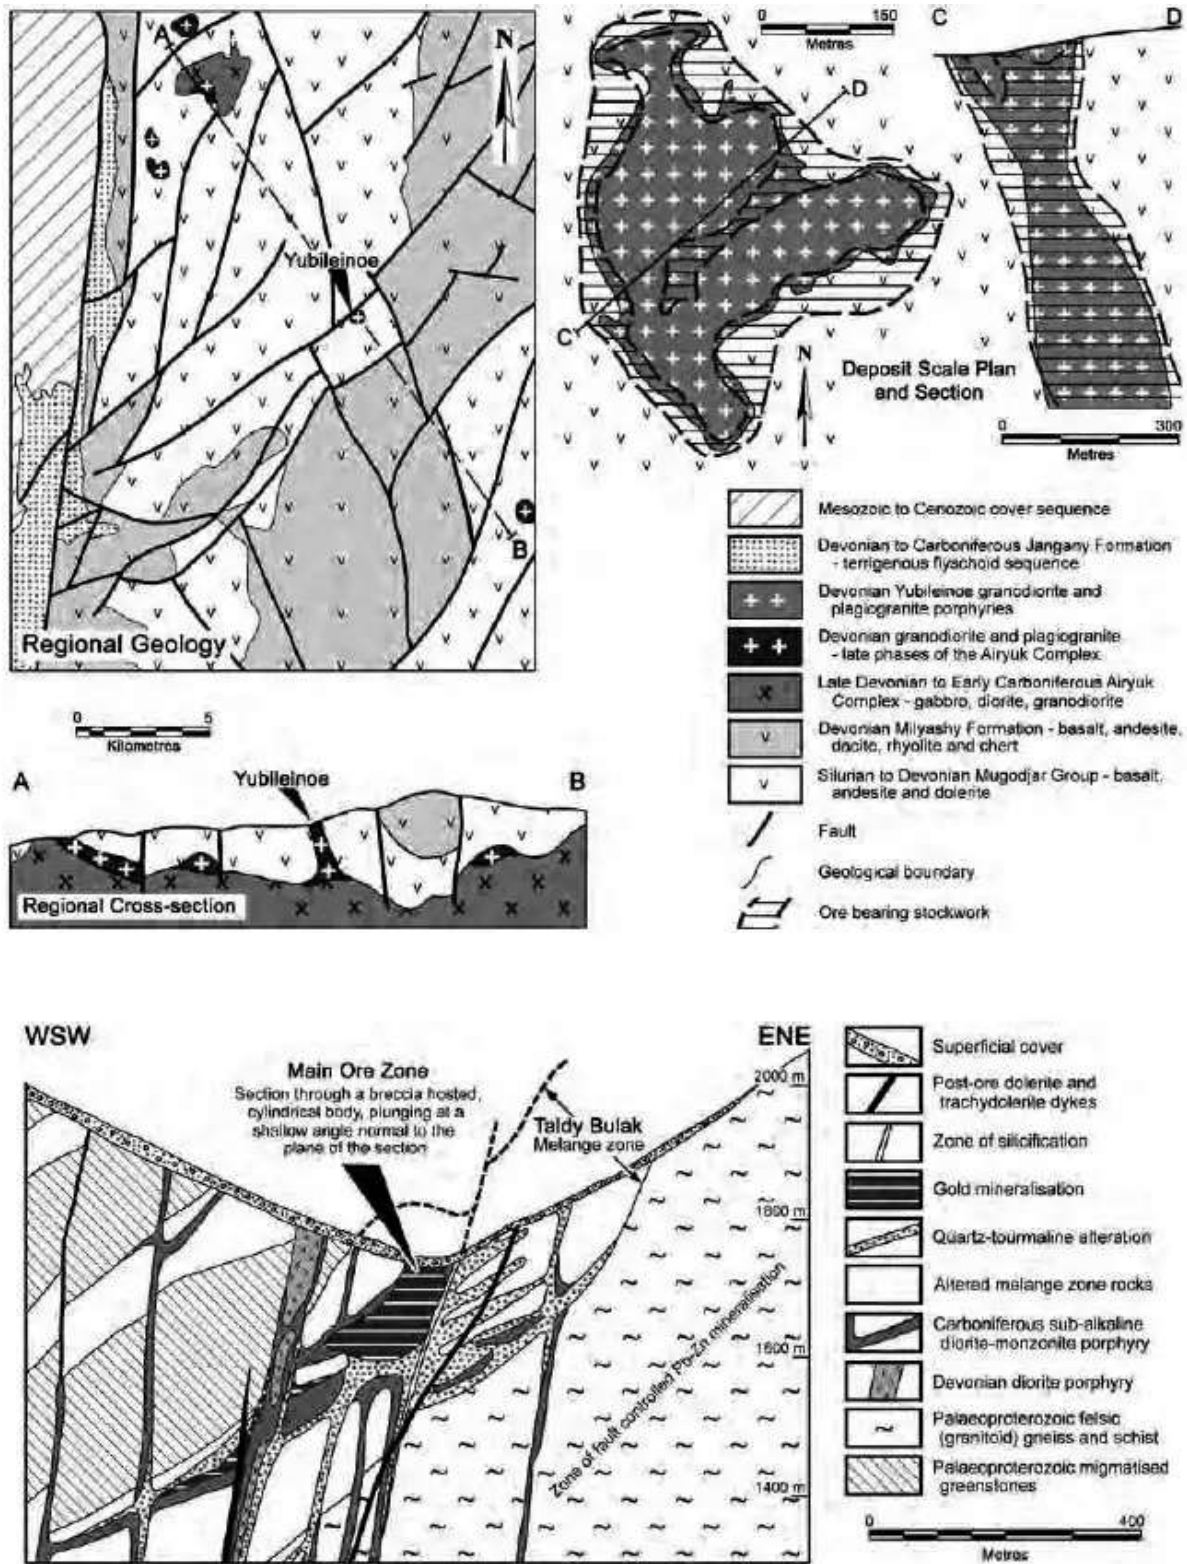 A
N
Yubileinoe
B
Regional Geology
0 5
Kilometres
0 150
Metres
C D
D
C
N
Deposit Scale Plan
and Section
0 300
Metres
Mesozoic to Cenozoic cover sequence
Devonian to Carboniferous Jangany Formation
- terrigenous flyschoid sequence
Devonian Yubileinoe granodiorite and
plagiogranite porphyries
Devonian granodiorite and plagiogranite
- late phases of the Airyuk Complex
Late Devonian to Early Carboniferous Airyuk
Complex - gabbro, diorite, granodiorite
Devonian Milyashy Formation - basalt, andesite,
dacite, rhyolite and chert
Silurian to Devonian Mugodjar Group - basalt,
andesite and dolerite
Fault
Geological boundary
Ore bearing stockwork
A B
Yubileinoe
Regional Cross-section
WSW ENE
Main Ore Zone
Section through a breccia hosted,
cylindrical body, plunging at a
shallow angle normal to the
plane of the section
Taldy Bulak
Melange zone
2000 m
1800 m
1600 m
1400 m
Zone of fault controlled Pb-Zn mineralisation
Superficial cover
Post-ore dolerite and
trachydolerite dykes
Zone of silicification
Gold mineralisation
Quartz-tourmaline alteration
Altered melange zone rocks
Carboniferous sub-alkaline
diorite-monzonite porphyry
Devonian diorite porphyry
Palaeoproterozoic felsic
(granitoid) gneiss and schist
Palaeoproterozoic migmatised
greenstones
0 400
Metres